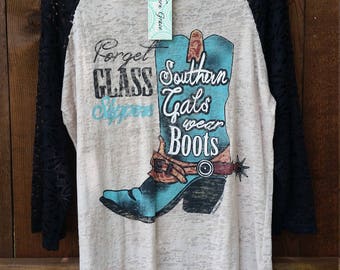 Forget
GLASS
Slippers
Southern
Gals
wear
BOOTS